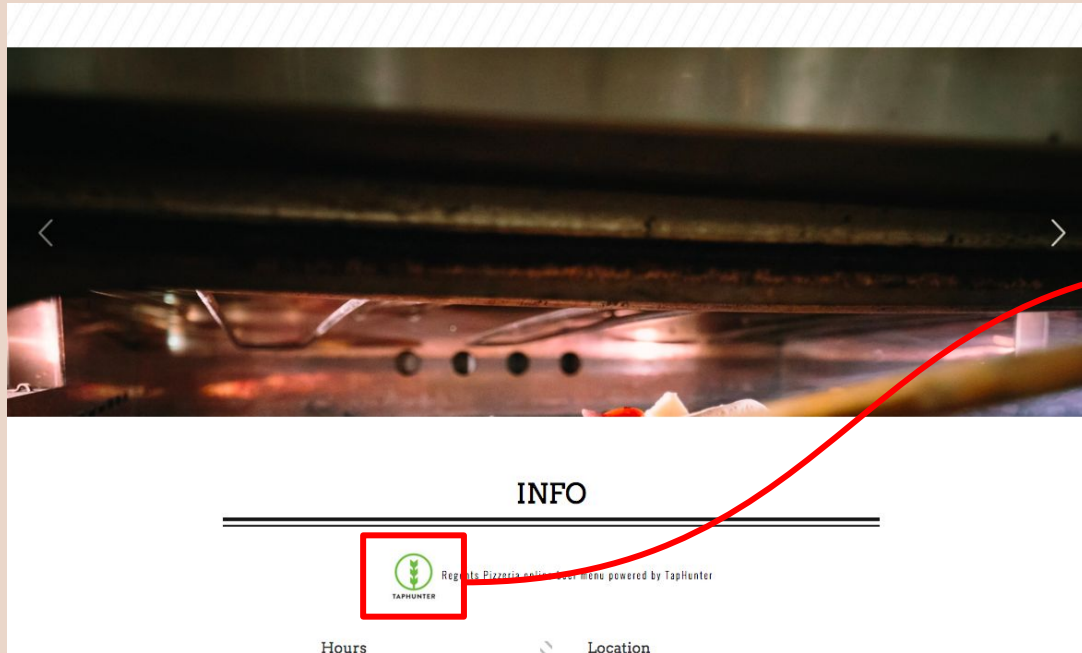 INFO
TAPHUNTER
Regents Pizzeria online beer menu powered by TapHunter
Hours
Location